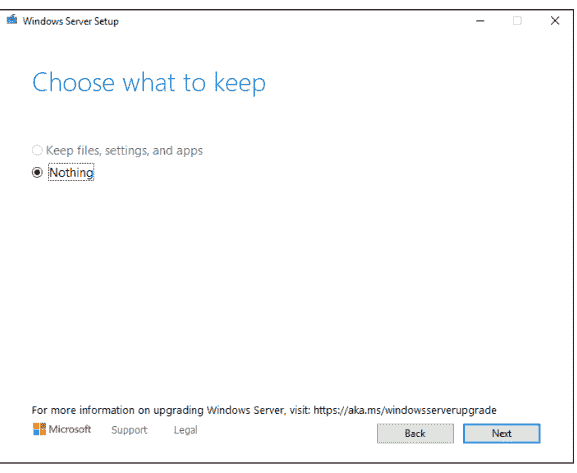 Windows Server Setup
Choose what to keep
Keep files, settings, and apps
Nothing
For more information on upgrading Windows Server, visit: https://aka.ms/windowsserverupgrade
Microsoft Support Legal
Back Next